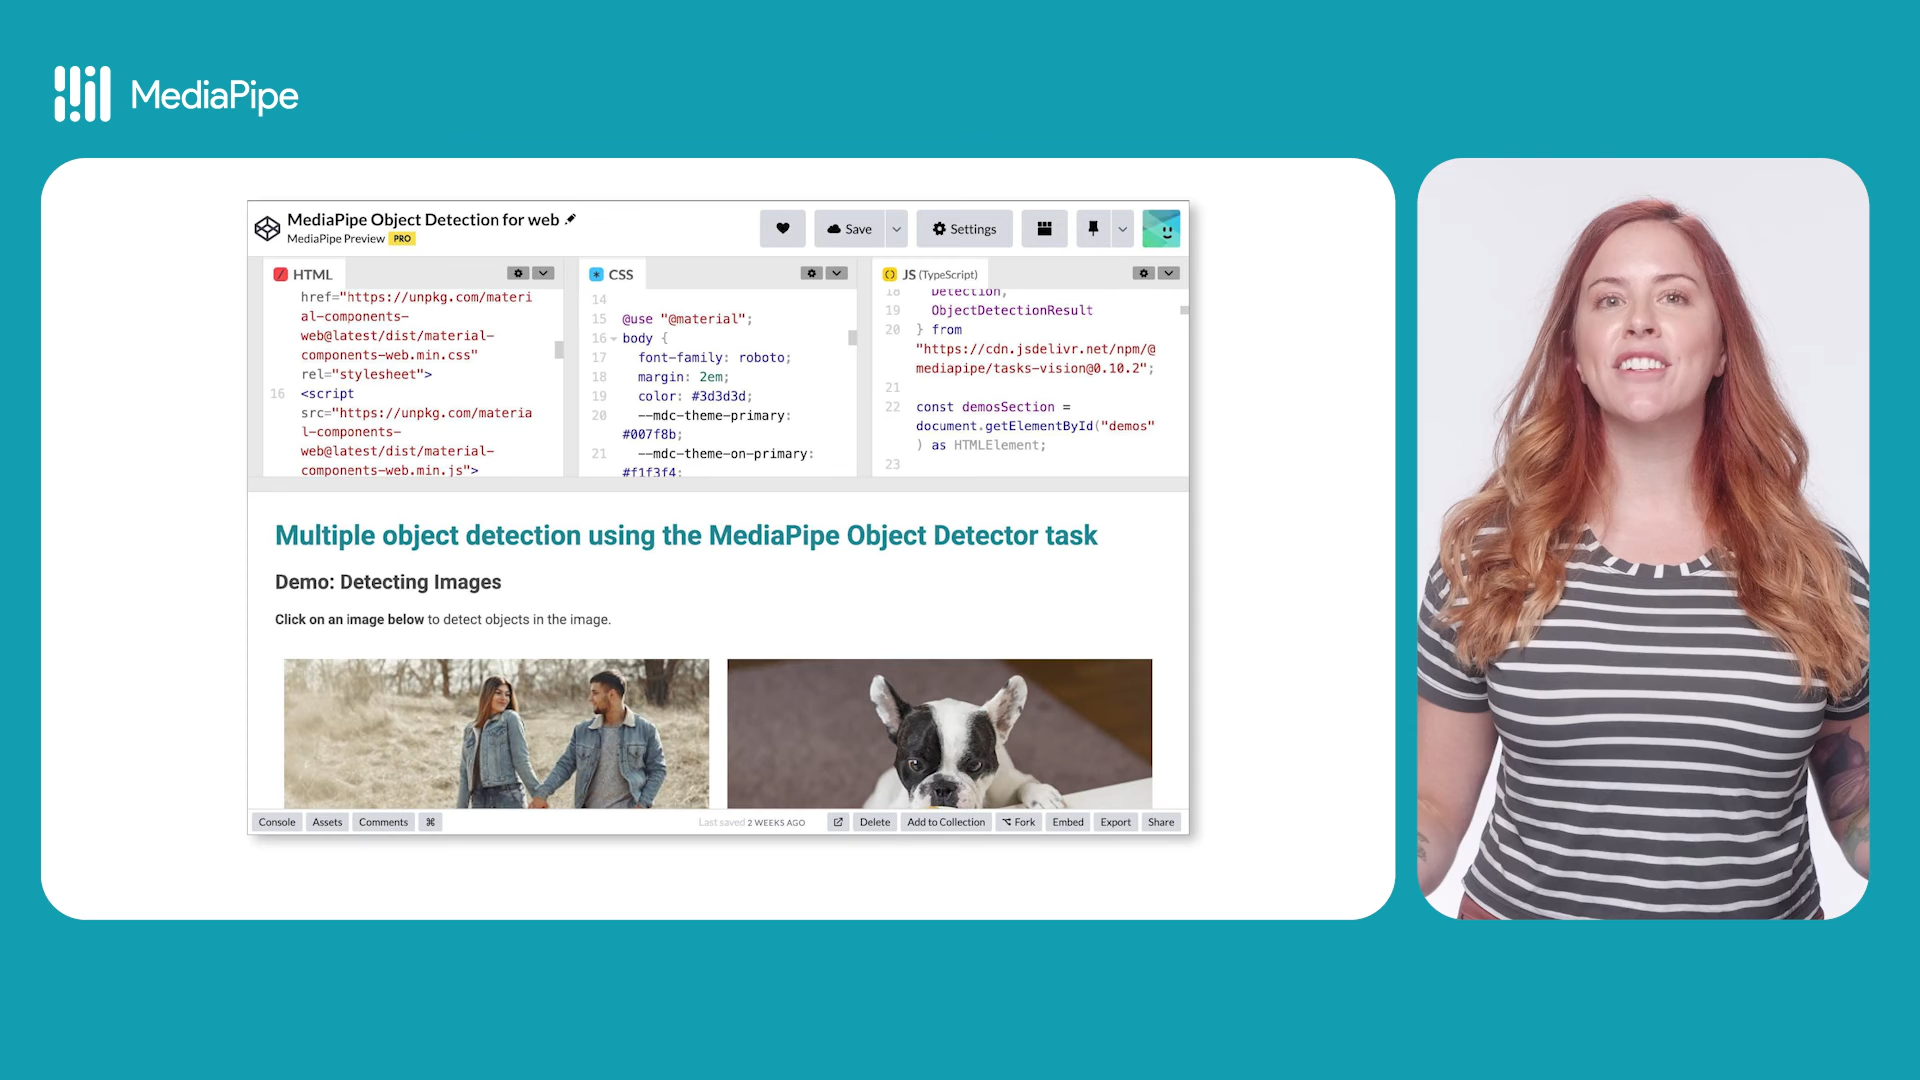 MediaPipe
MediaPipe Object Detection for web
MediaPipe Preview PRO
Save
Settings
HTML
href="https://unpkg.com/materi
al-components-
web@latest/dist/material-
components-web.min.css"
rel="stylesheet">
16 <script
src="https://unpkg.com/materia
l-components-
web@latest/dist/material-
components-web.min.js">
CSS
14
15 @use "@material";
16 body {
17 font-family: roboto;
18 margin: 2em;
19 color: #3d3d3d;
20 --mdc-theme-primary:
#007f8b;
21 --mdc-theme-on-primary:
#f1f3f4;
JS (TypeScript)
18 Detection,
19 ObjectDetectionResult
20 } from
"https://cdn.jsdelivr.net/npm/@
mediapipe/tasks-vision@0.10.2";
21
22 const demosSection =
document.getElementById("demos"
) as HTMLElement;
23
Multiple object detection using the MediaPipe Object Detector task
Demo: Detecting Images
Click on an image below to detect objects in the image.
Console Assets Comments ⌘ Last saved 2 WEEKS AGO Delete Add to Collection Fork Embed Export Share